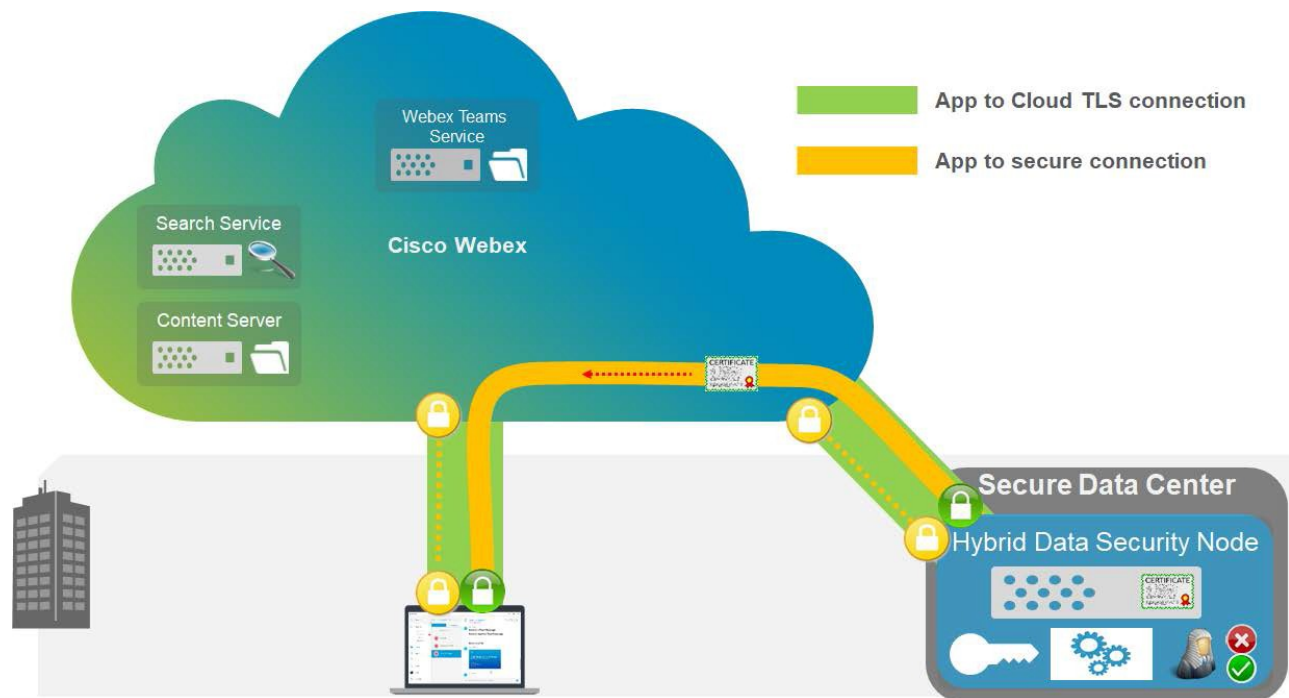 Webex Teams
Service
App to Cloud TLS connection
App to secure connection
Search Service
Cisco Webex
Content Server
CERTIFICATE
Secure Data Center
Hybrid Data Security Node
CERTIFICATE